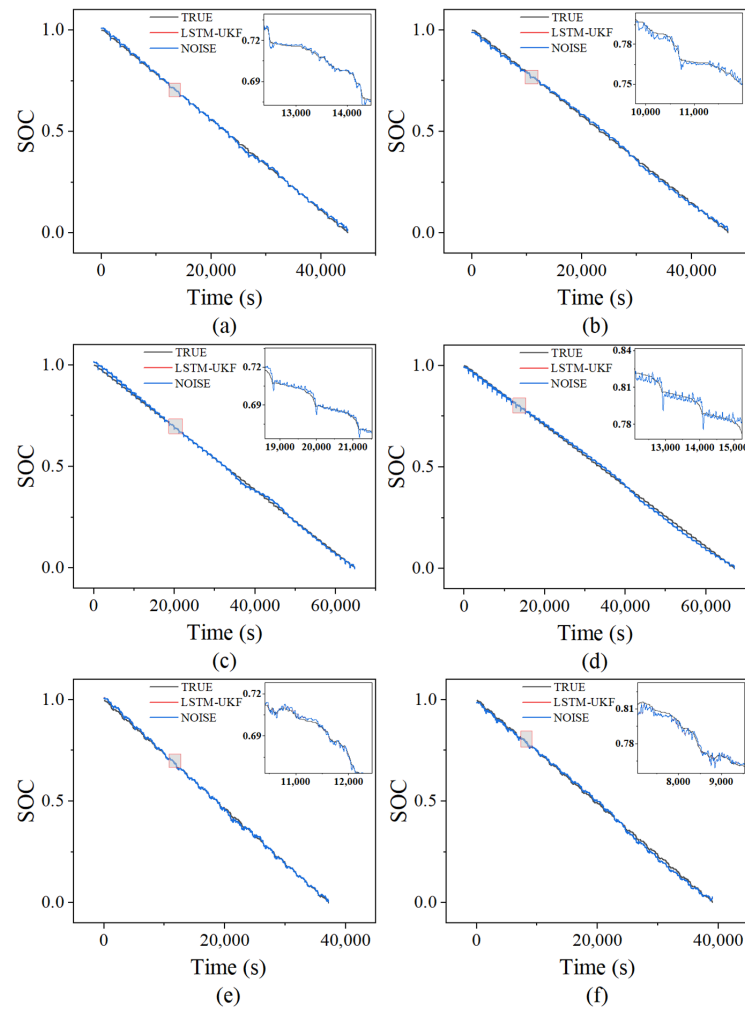 TRUE
LSTM-UKF
NOISE
0.72
0.69
13,000 14,000
1.0
0.5
0.0
SOC
0 20,000 40,000
Time (s)
(a)
TRUE
LSTM-UKF
NOISE
0.78
0.75
10,000 11,000
1.0
0.5
0.0
SOC
0 20,000 40,000
Time (s)
(b)
TRUE
LSTM-UKF
NOISE
0.72
0.69
19,000 20,000 21,000
1.0
0.5
0.0
SOC
0 20,000 40,000 60,000
Time (s)
(c)
TRUE
LSTM-UKF
NOISE
0.84
0.81
0.78
13,000 14,000 15,000
1.0
0.5
0.0
SOC
0 20,000 40,000 60,000
Time (s)
(d)
TRUE
LSTM-UKF
NOISE
0.72
0.69
11,000 12,000
1.0
0.5
0.0
SOC
0 20,000 40,000
Time (s)
(e)
TRUE
LSTM-UKF
NOISE
0.81
0.78
8,000 9,000
1.0
0.5
0.0
SOC
0 20,000 40,000
Time (s)
(f)